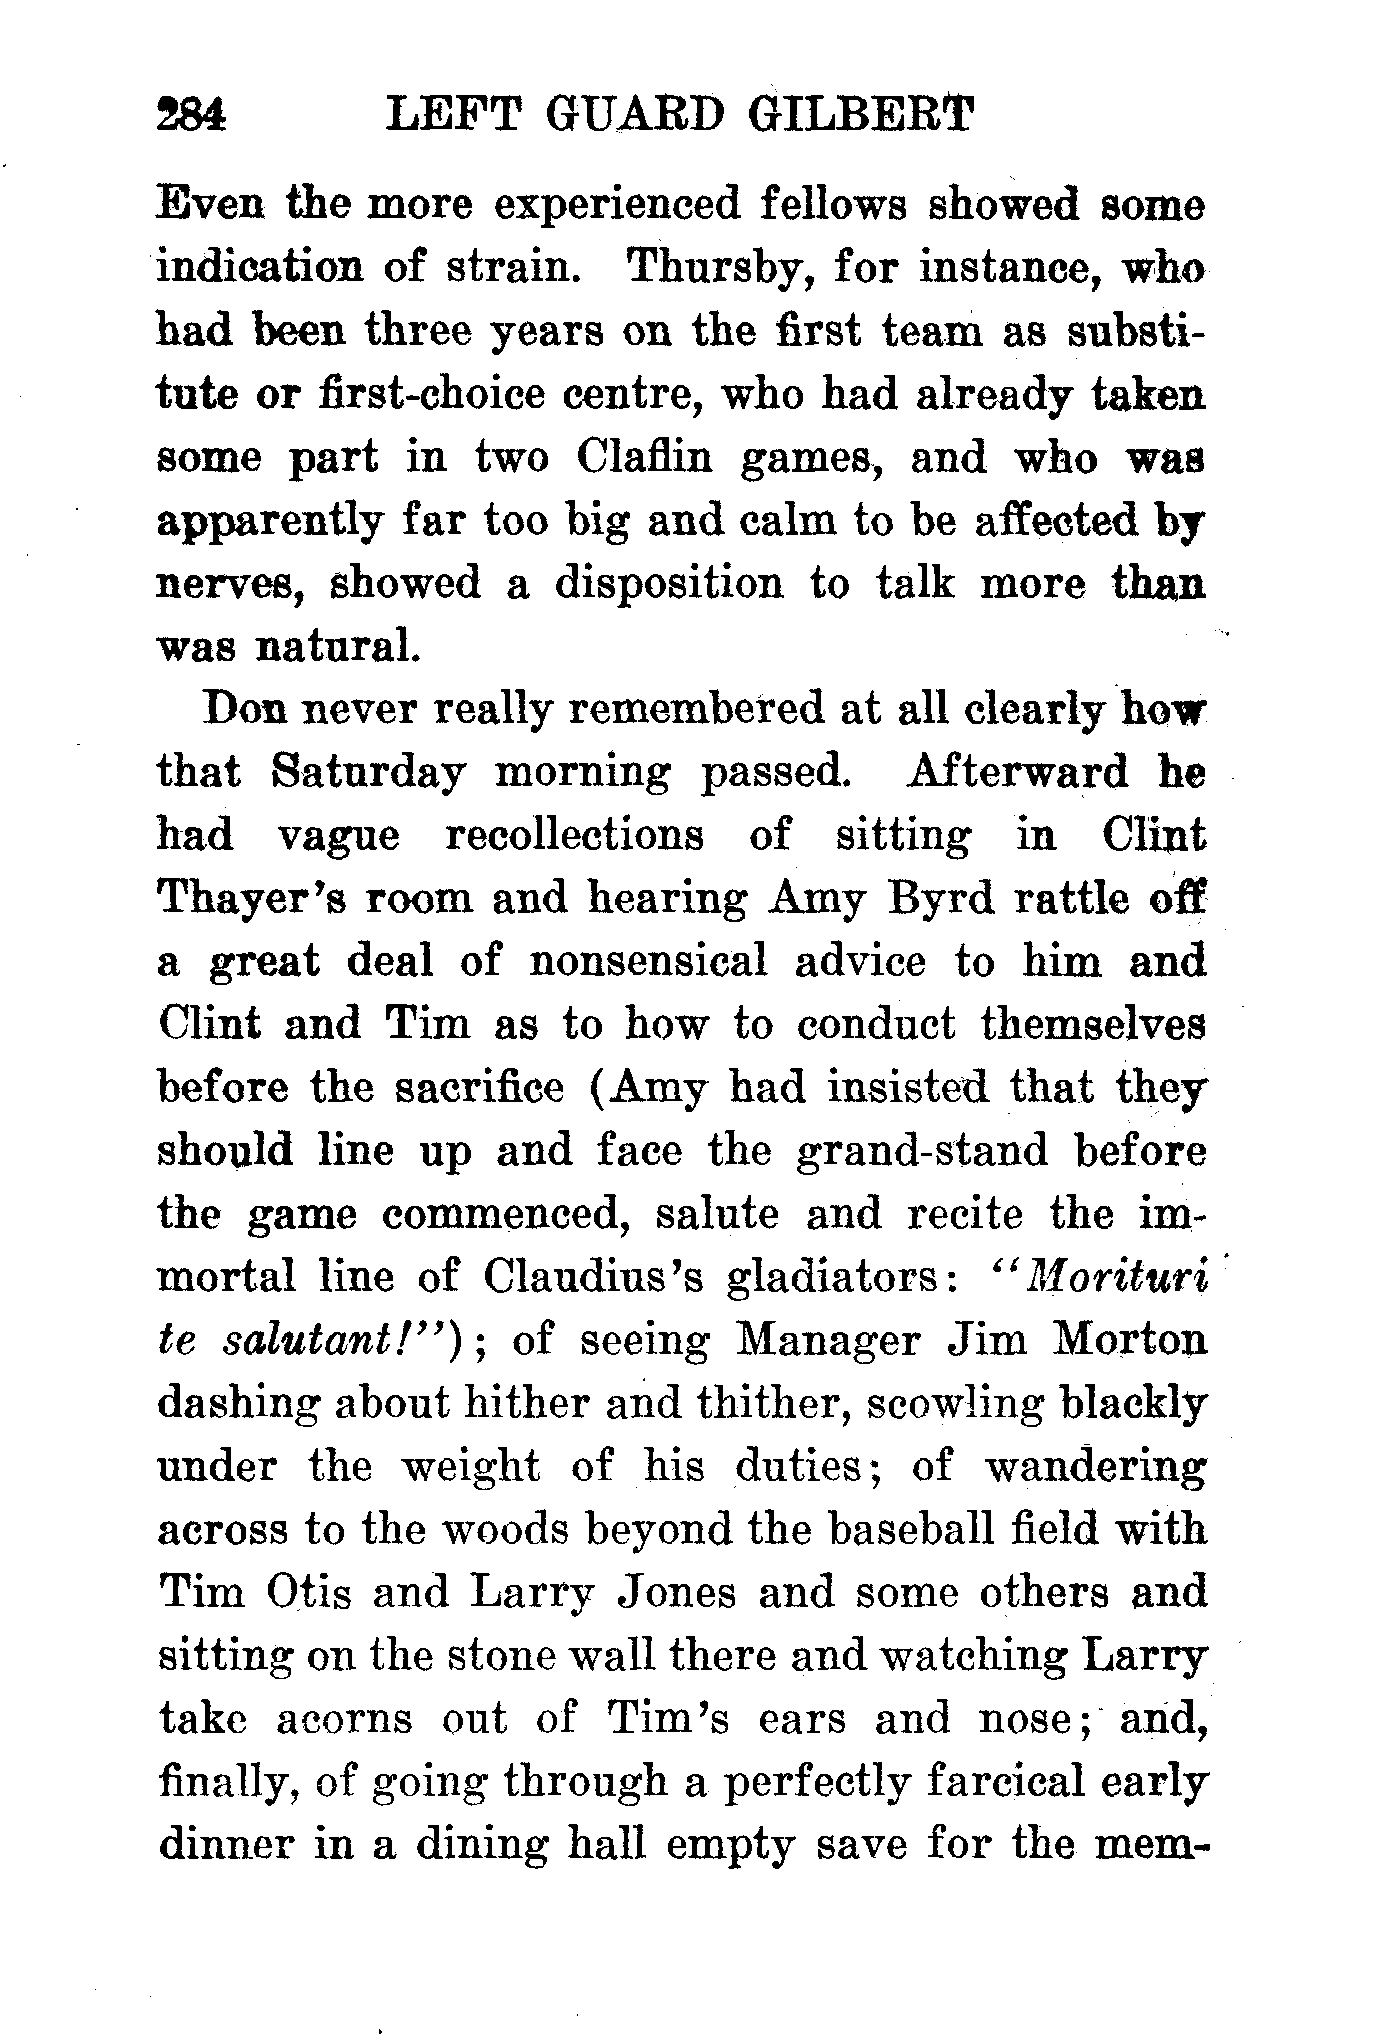 284 LEFT GUARD GILBERT
Even the more experienced fellows showed some
indication of strain. Thursby, for instance, who
had been three years on the first team as substi-
tute or first-choice centre, who had already taken
some part in two Claflin games, and who was
apparently far too big and calm to be affected by
nerves, showed a disposition to talk more than
was natural.
Don never really remembered at all clearly how
that Saturday morning passed. Afterward he
had vague recollections of sitting in Clint
Thayer's room and hearing Amy Byrd rattle off
a great deal of nonsensical advice to him and
Clint and Tim as to how to conduct themselves
before the sacrifice (Amy had insisted that they
should line up and face the grand-stand before
the game commenced, salute and recite the im-
mortal line of Claudius's gladiators: "Morituri
te salutant!"); of seeing Manager Jim Morton
dashing about hither and thither, scowling blackly
under the weight of his duties; of wandering
across to the woods beyond the baseball field with
Tim Otis and Larry Jones and some others and
sitting on the stone wall there and watching Larry
take acorns out of Tim's ears and nose; and,
finally, of going through a perfectly farcical early
dinner in a dining hall empty save for the mem-